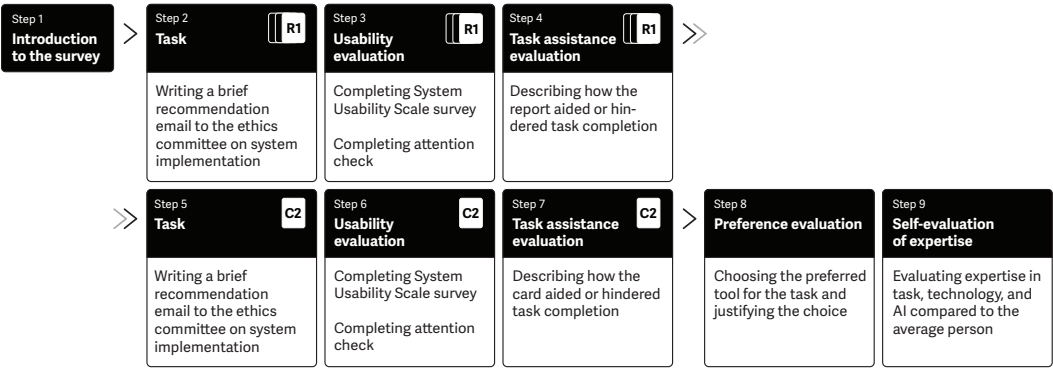 Step 1
Introduction
to the survey
Step 2
Task
R1
Writing a brief
recommendation
email to the ethics
committee on system
implementation
Step 3
Usability
evaluation
R1
Completing System
Usability Scale survey
Completing attention
check
Step 4
Task assistance
evaluation
R1
Describing how the
report aided or hin-
dered task completion
Step 5
Task
C2
Writing a brief
recommendation
email to the ethics
committee on system
implementation
Step 6
Usability
evaluation
C2
Completing System
Usability Scale survey
Completing attention
check
Step 7
Task assistance
evaluation
C2
Describing how the
card aided or hindered
task completion
Step 8
Preference evaluation
Choosing the preferred
tool for the task and
justifying the choice
Step 9
Self-evaluation
of expertise
Evaluating expertise in
task, technology, and
AI compared to the
average person